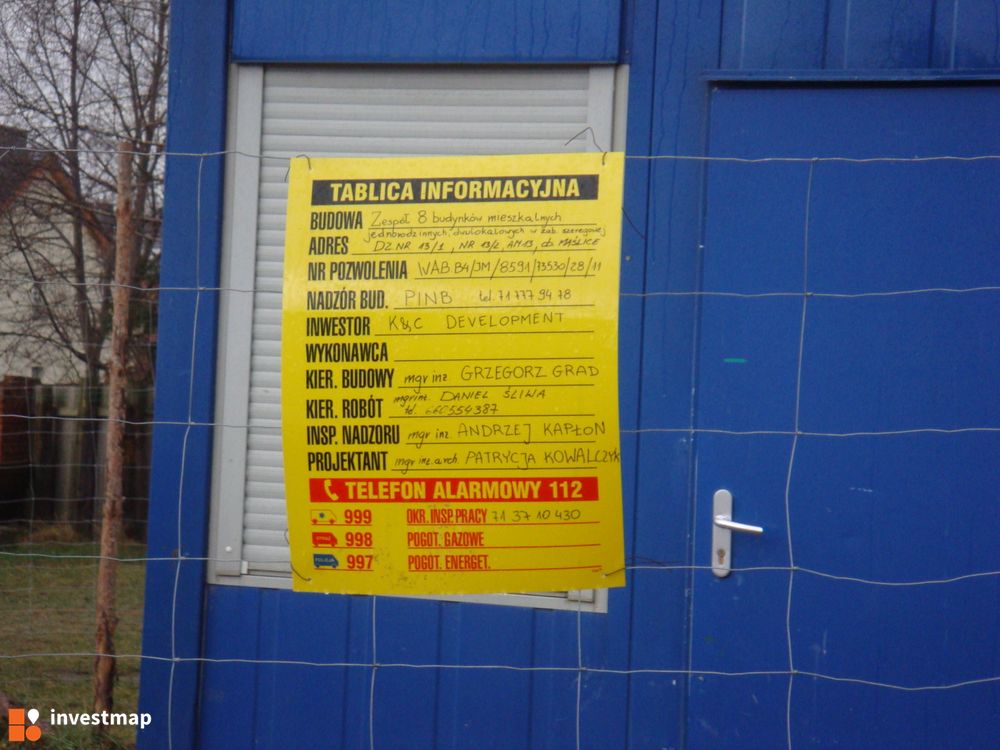 TABLICA INFORMACYJNA
BUDOWA Zespół 8 budynków mieszkalnych
jednorodzinnych, dwulokalowych w zab. szeregowej
ADRES DZ. NR 13/1, NR 13/2, AM13, ob. MAŚLICE
NR POZWOLENIA WAB B4/JM/8591/73530/28/11
NADZÓR BUD. PINB tel. 71 777 94 78
INWESTOR K&C DEVELOPMENT
WYKONAWCA
KIER. BUDOWY mgr inż. GRZEGORZ GRAD
KIER. ROBÓT mgr inż. DANIEL ŚLIWA
tel. 660554387
INSP. NADZORU mgr inż. ANDRZEJ KAPŁON
PROJEKTANT mgr inż. arch. PATRYCJA KOWALCZYK
TELEFON ALARMOWY 112
999 OKR. INSP. PRACY 71 37 10 430
998 POGOT. GAZOWE
POLICJA 997 POGOT. ENERGET.
investmap